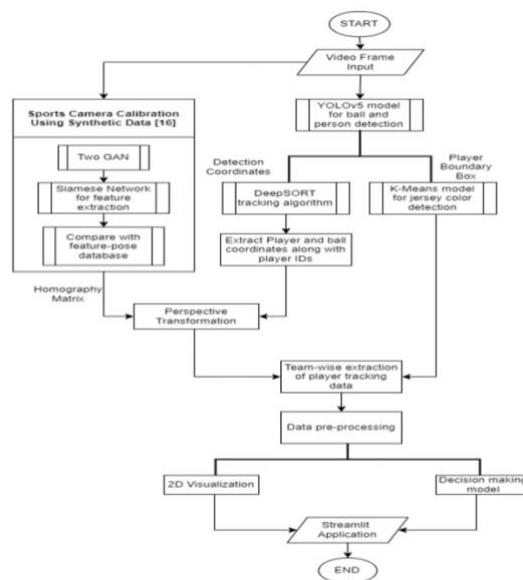 START
Video Frame
Input
Sports Camera Calibration
Using Synthetic Data [16]
Two GAN
Siamese Network
for feature
extraction
Compare with
feature-pose
database
Homography
Matrix
YOLOv5 model
for ball and
person detection
Detection
Coordinates
Player
Boundary
Box
DeepSORT
tracking algorithm
K-Means model
for jersey color
detection
Extract Player and ball
coordinates along with
player IDs
Perspective
Transformation
Team-wise extraction
of player tracking
data
Data pre-processing
2D Visualization
Decision making
model
Streamlit
Application
END